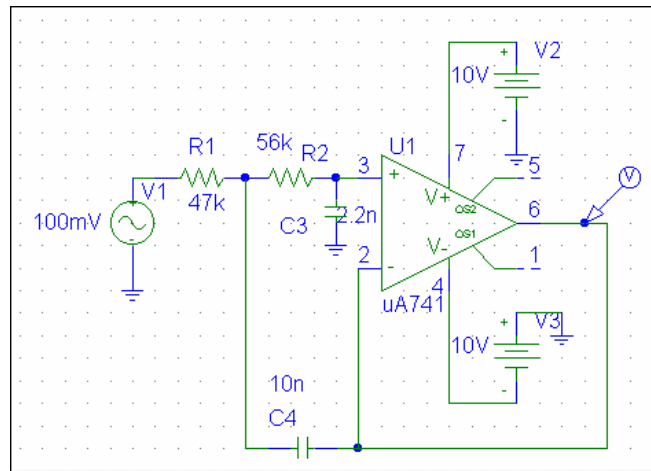 V2
10V
R1
56k
R2
U1
7
5
3
+
V1
47k
V+
OS2
V
100mV
C3
2.2n
6
V-
OS1
2
-
1
4
uA741
V3
10V
10n
C4